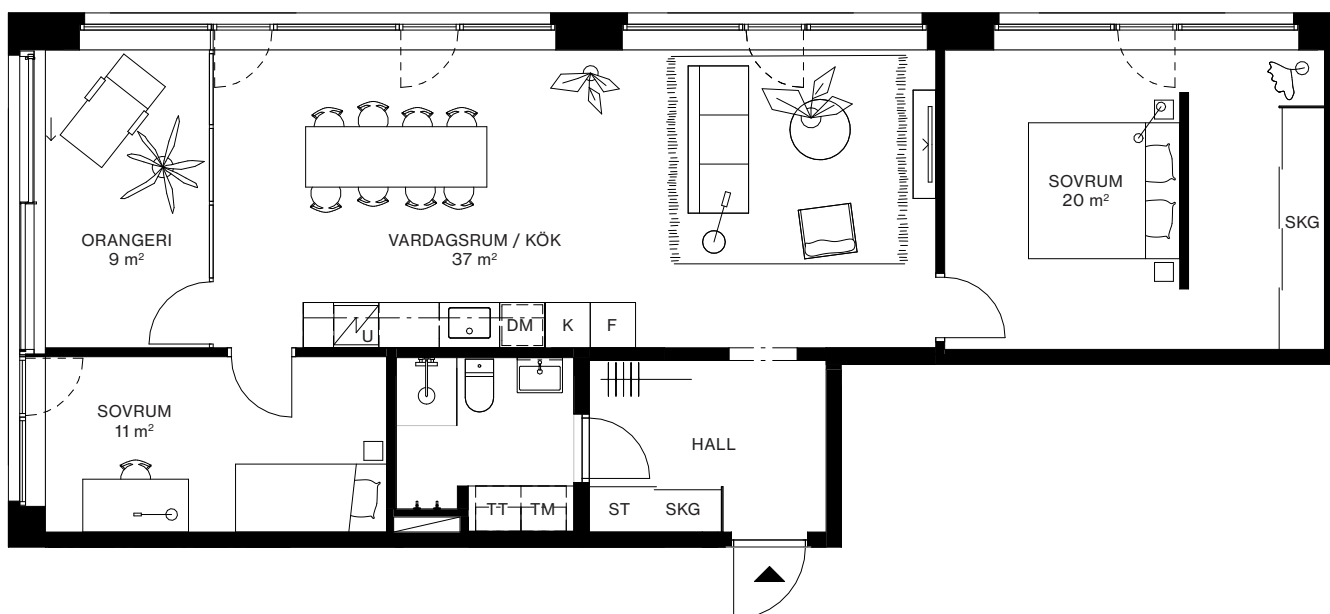 ORANGERI
9 m²
VARDAGSRUM / KÖK
37 m²
SOVRUM
20 m²
SKG
U
DM
K
F
SOVRUM
11 m²
HALL
TT
TM
ST
SKG